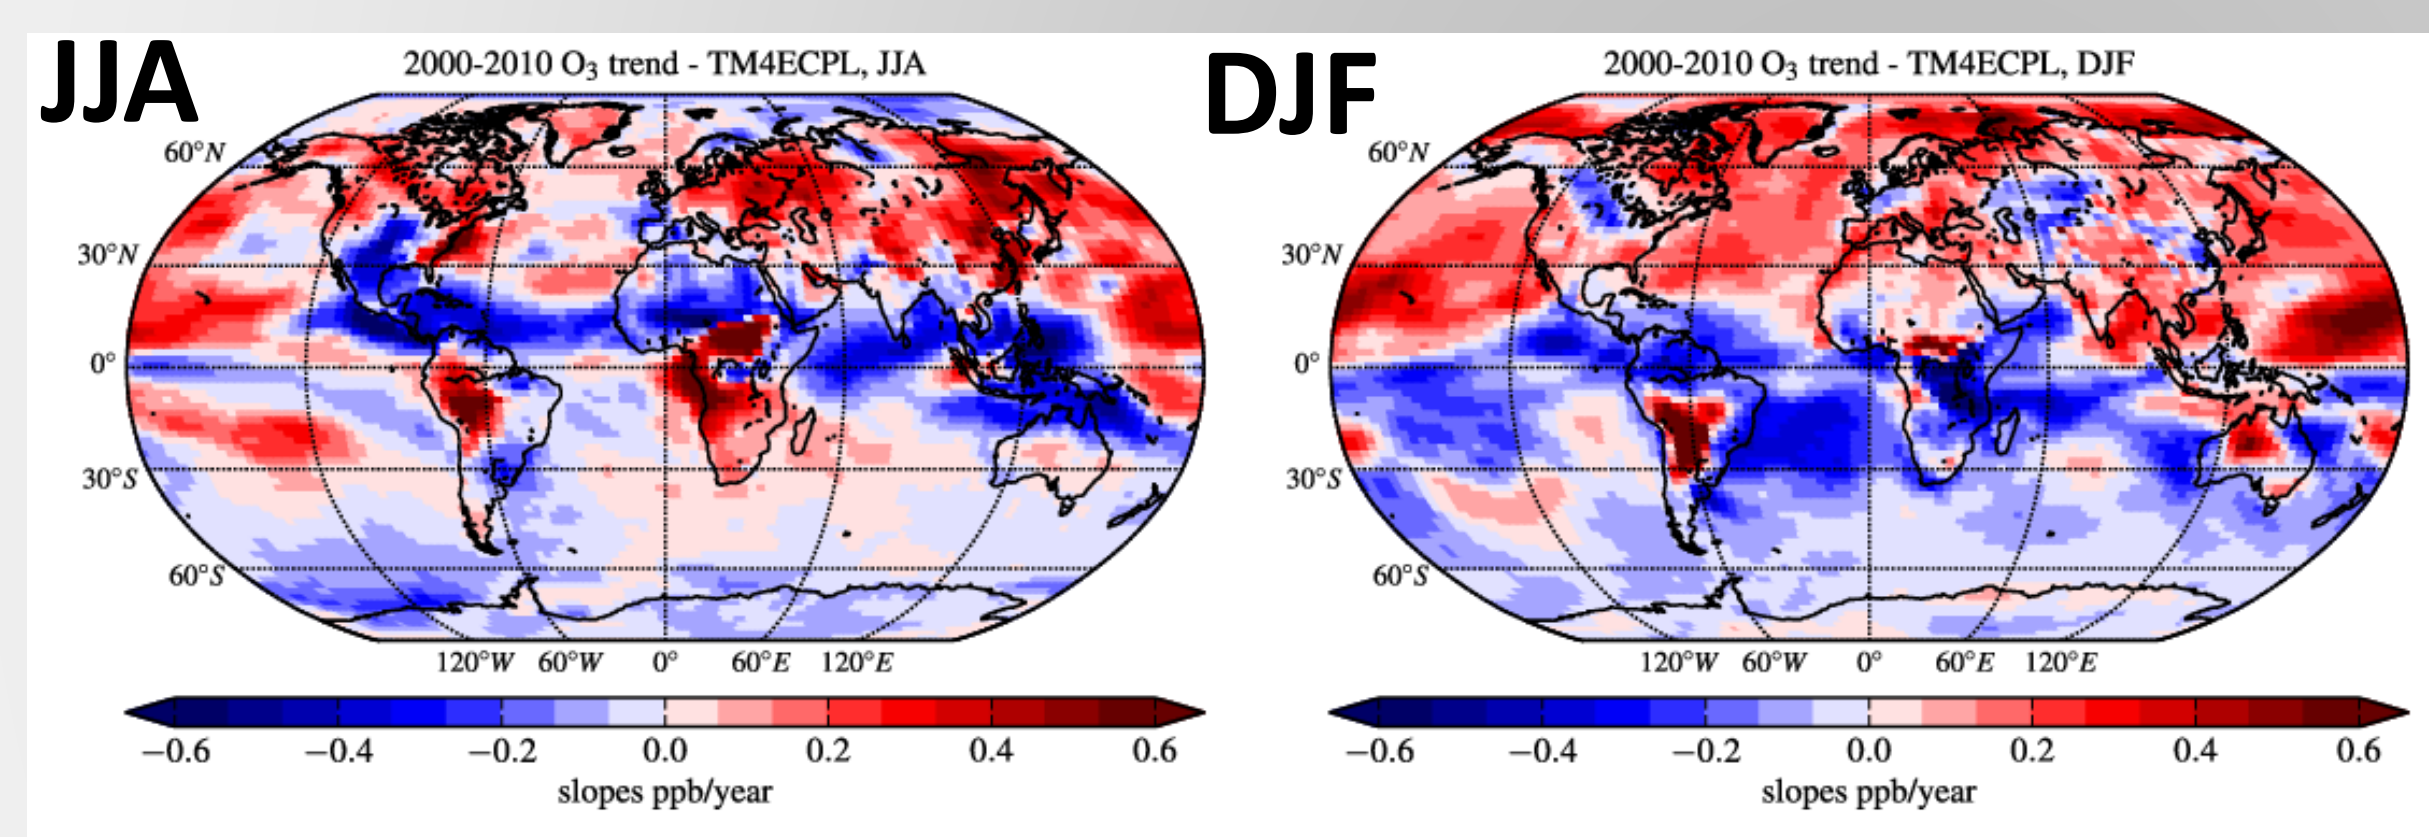 JJA
2000-2010 O₃ trend - TM4ECPL, JJA
60°N
30°N
0°
30°S
60°S
120°W 60°W 0° 60°E 120°E
−0.6 −0.4 −0.2 0.0 0.2 0.4 0.6
slopes ppb/year
DJF
2000-2010 O₃ trend - TM4ECPL, DJF
60°N
30°N
0°
30°S
60°S
120°W 60°W 0° 60°E 120°E
−0.6 −0.4 −0.2 0.0 0.2 0.4 0.6
slopes ppb/year